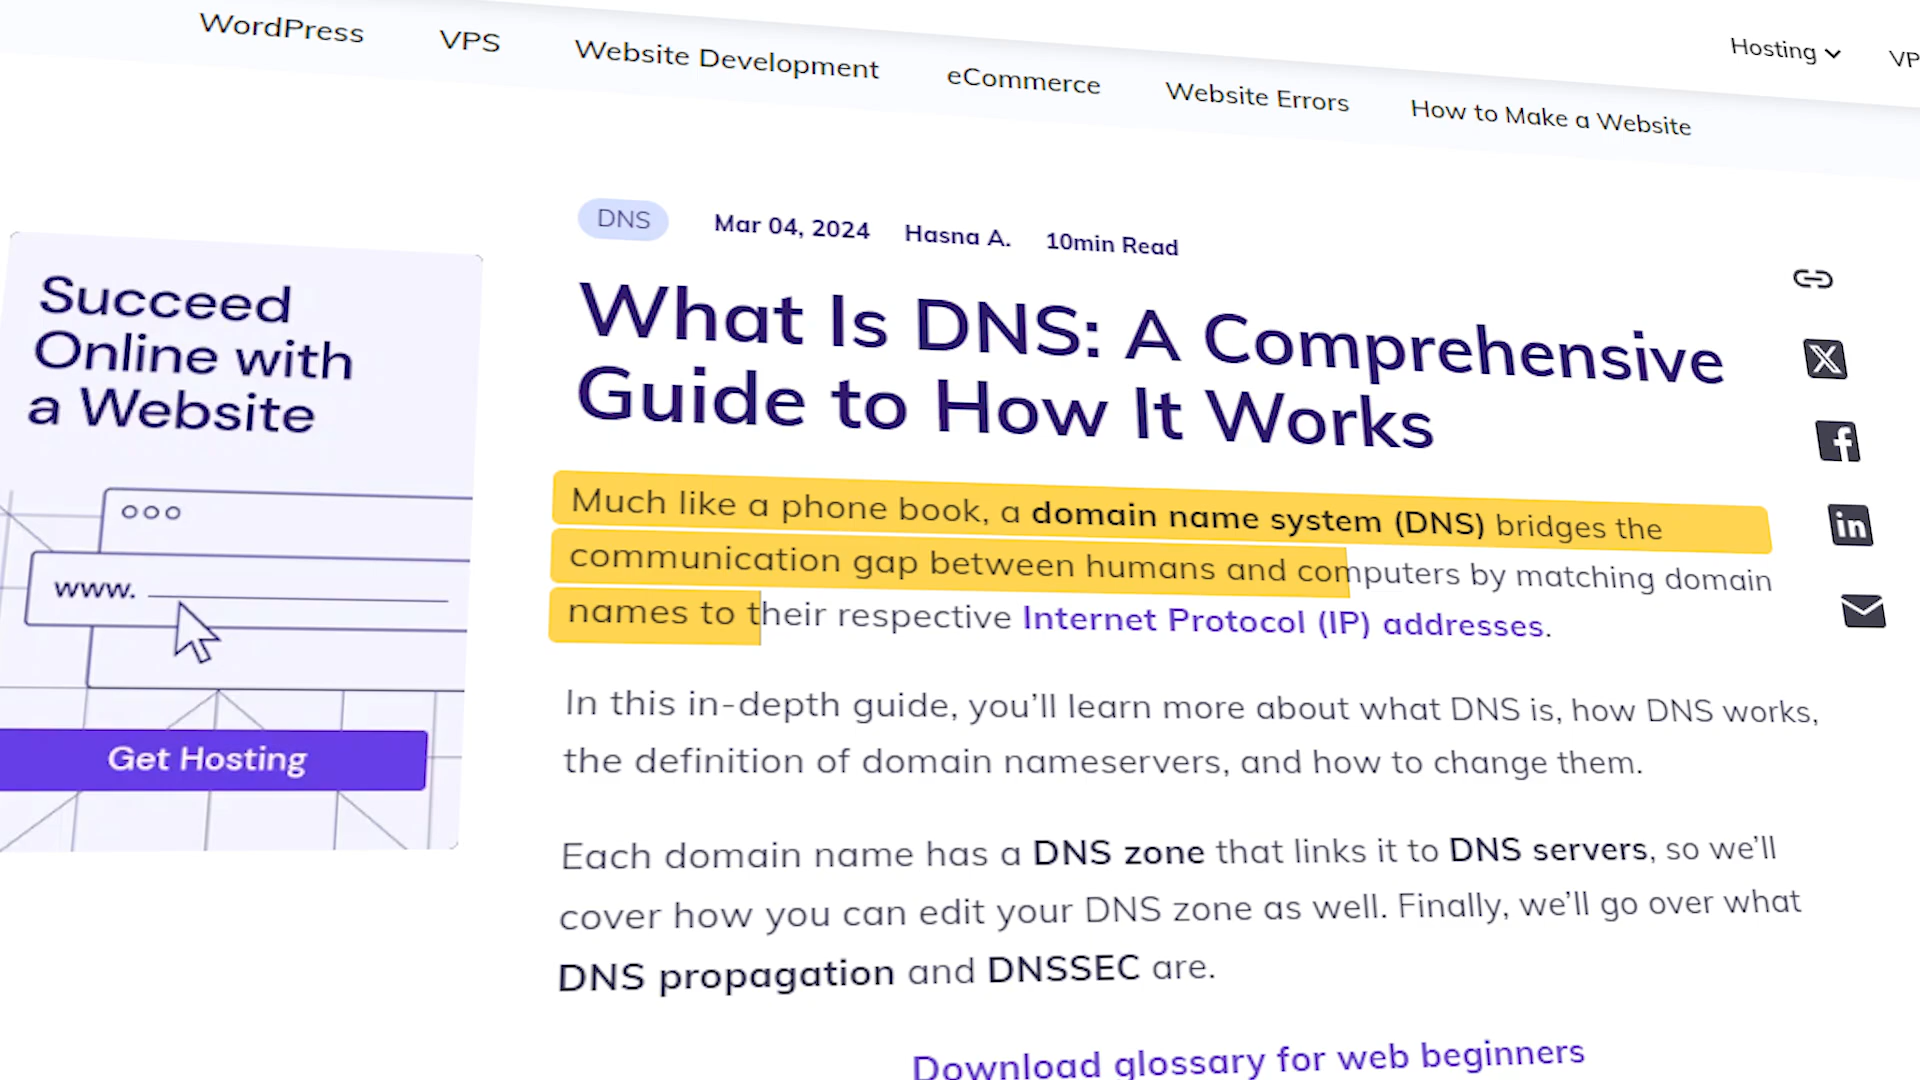 WordPress
VPS
Website Development
eCommerce
Website Errors
How to Make a Website
Hosting
DNS
Mar 04, 2024
Hasna A.
10min Read
What Is DNS: A Comprehensive
Guide to How It Works
Much like a phone book, a domain name system (DNS) bridges the
communication gap between humans and computers by matching domain
names to their respective Internet Protocol (IP) addresses.
In this in-depth guide, you’ll learn more about what DNS is, how DNS works,
the definition of domain nameservers, and how to change them.
Each domain name has a DNS zone that links it to DNS servers, so we’ll
cover how you can edit your DNS zone as well. Finally, we’ll go over what
DNS propagation and DNSSEC are.
Download glossary for web beginners
Succeed
Online with
a Website
www.
Get Hosting
X
f
in